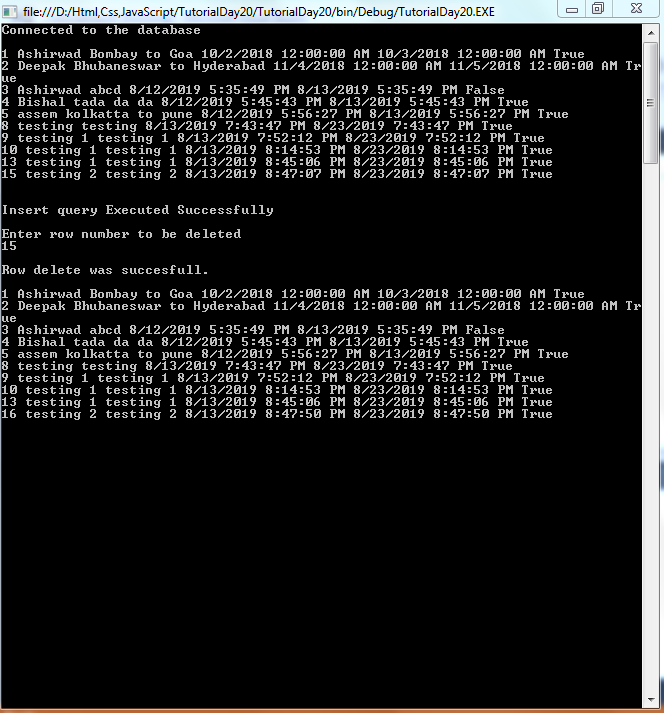 file:///D:/Html,Css,JavaScript/TutorialDay20/TutorialDay20/bin/Debug/TutorialDay20.EXE
Connected to the database
1 Ashirwad Bombay to Goa 10/2/2018 12:00:00 AM 10/3/2018 12:00:00 AM True
2 Deepak Bhubaneswar to Hyderabad 11/4/2018 12:00:00 AM 11/5/2018 12:00:00 AM Tr
ue
3 Ashirwad abcd 8/12/2019 5:35:49 PM 8/13/2019 5:35:49 PM False
4 Bishal tada da da 8/12/2019 5:45:43 PM 8/13/2019 5:45:43 PM True
5 assem kolkatta to pune 8/12/2019 5:56:27 PM 8/13/2019 5:56:27 PM True
8 testing testing 8/13/2019 7:43:47 PM 8/23/2019 7:43:47 PM True
9 testing 1 testing 1 8/13/2019 7:52:12 PM 8/23/2019 7:52:12 PM True
10 testing 1 testing 1 8/13/2019 8:14:53 PM 8/23/2019 8:14:53 PM True
13 testing 1 testing 1 8/13/2019 8:45:06 PM 8/23/2019 8:45:06 PM True
15 testing 2 testing 2 8/13/2019 8:47:07 PM 8/23/2019 8:47:07 PM True
Insert query Executed Successfully
Enter row number to be deleted
15
Row delete was succesfull.
1 Ashirwad Bombay to Goa 10/2/2018 12:00:00 AM 10/3/2018 12:00:00 AM True
2 Deepak Bhubaneswar to Hyderabad 11/4/2018 12:00:00 AM 11/5/2018 12:00:00 AM Tr
ue
3 Ashirwad abcd 8/12/2019 5:35:49 PM 8/13/2019 5:35:49 PM False
4 Bishal tada da da 8/12/2019 5:45:43 PM 8/13/2019 5:45:43 PM True
5 assem kolkatta to pune 8/12/2019 5:56:27 PM 8/13/2019 5:56:27 PM True
8 testing testing 8/13/2019 7:43:47 PM 8/23/2019 7:43:47 PM True
9 testing 1 testing 1 8/13/2019 7:52:12 PM 8/23/2019 7:52:12 PM True
10 testing 1 testing 1 8/13/2019 8:14:53 PM 8/23/2019 8:14:53 PM True
13 testing 1 testing 1 8/13/2019 8:45:06 PM 8/23/2019 8:45:06 PM True
16 testing 2 testing 2 8/13/2019 8:47:50 PM 8/23/2019 8:47:50 PM True